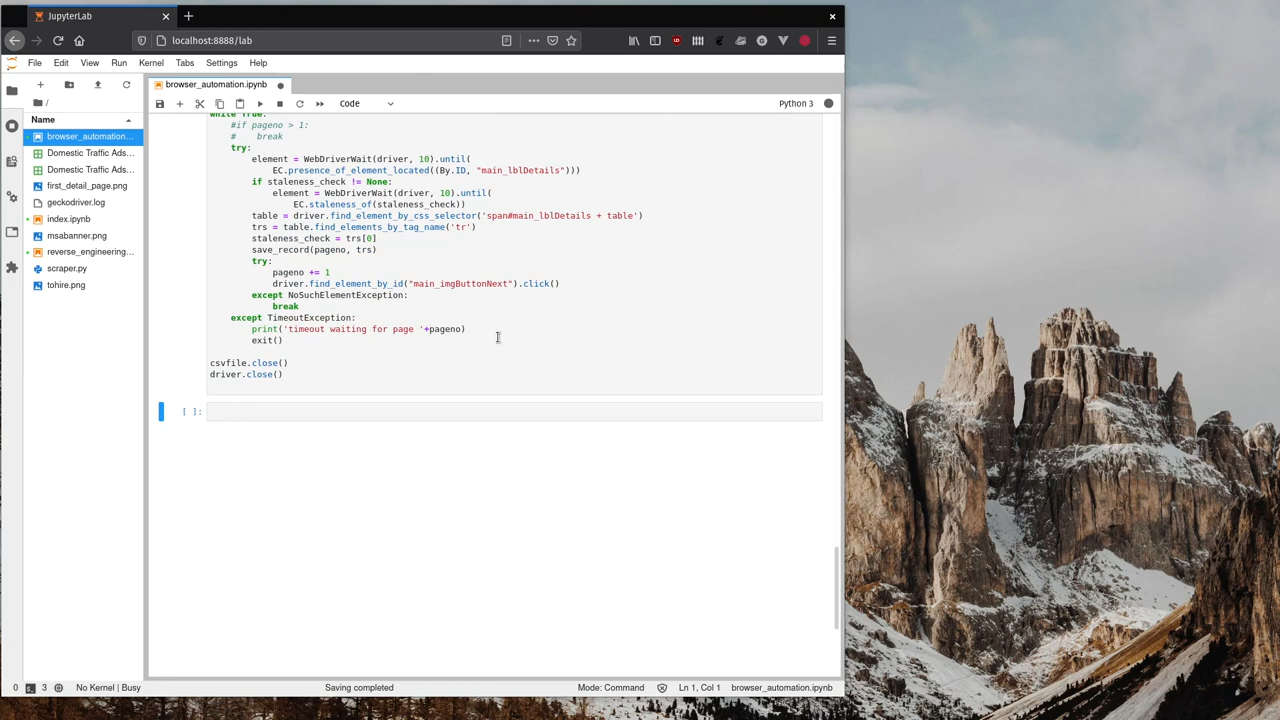 JupyterLab
localhost:8888/lab
File Edit View Run Kernel Tabs Settings Help
browser_automation.ipynb
/
Code
Python 3
Name
browser_automation...
Domestic Traffic Ads...
Domestic Traffic Ads...
first_detail_page.png
geckodriver.log
index.ipynb
msabanner.png
reverse_engineering...
scraper.py
tohire.png
while True:
#if pageno > 1:
#    break
try:
element = WebDriverWait(driver, 10).until(
EC.presence_of_element_located((By.ID, "main_lblDetails")))
if staleness_check != None:
element = WebDriverWait(driver, 10).until(
EC.staleness_of(staleness_check))
table = driver.find_element_by_css_selector('span#main_lblDetails + table')
trs = table.find_elements_by_tag_name('tr')
staleness_check = trs[0]
save_record(pageno, trs)
try:
pageno += 1
driver.find_element_by_id("main_imgButtonNext").click()
except NoSuchElementException:
break
except TimeoutException:
print('timeout waiting for page '+pageno)
exit()
csvfile.close()
driver.close()
[ ]:
0 3 No Kernel | Busy Saving completed Mode: Command Ln 1, Col 1 browser_automation.ipynb